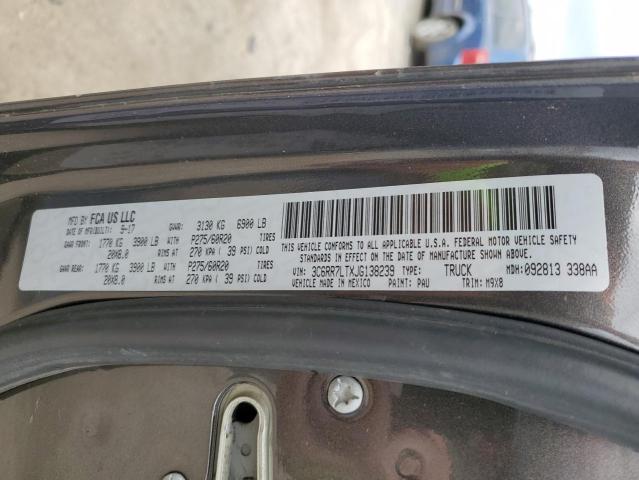 MFD BY FCA US LLC
DATE OF MFR/BUILT: 9-17 GVWR: 3130 KG 6900 LB
GAWR FRONT: 1770 KG 3900 LB WITH P275/60R20 TIRES
20X8.0 RIMS AT 270 KPA ( 39 PSI) COLD
GAWR REAR: 1770 KG 3900 LB WITH P275/60R20 TIRES
20X8.0 RIMS AT 270 KPA ( 39 PSI) COLD
THIS VEHICLE CONFORMS TO ALL APPLICABLE U.S.A. FEDERAL MOTOR VEHICLE SAFETY
STANDARDS IN EFFECT ON THE DATE OF MANUFACTURE SHOWN ABOVE.
VIN: 3C6RR7LTXJG138239 TYPE: TRUCK MDH: 092813 338AA
VEHICLE MADE IN MEXICO PAINT: PAU TRIM: M9X8